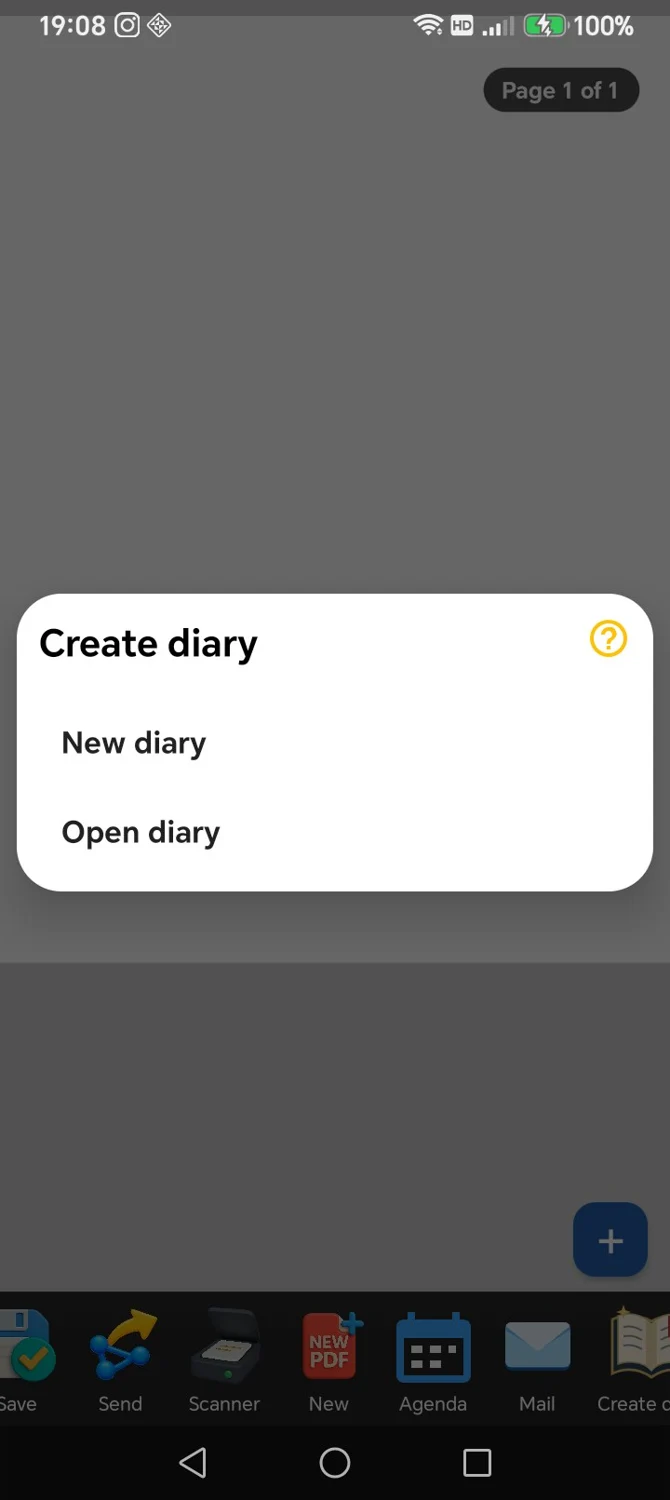 19:08 HD 100%
Page 1 of 1
Create diary
New diary
Open diary
NEW
PDF
Save Send Scanner New Agenda Mail Create d